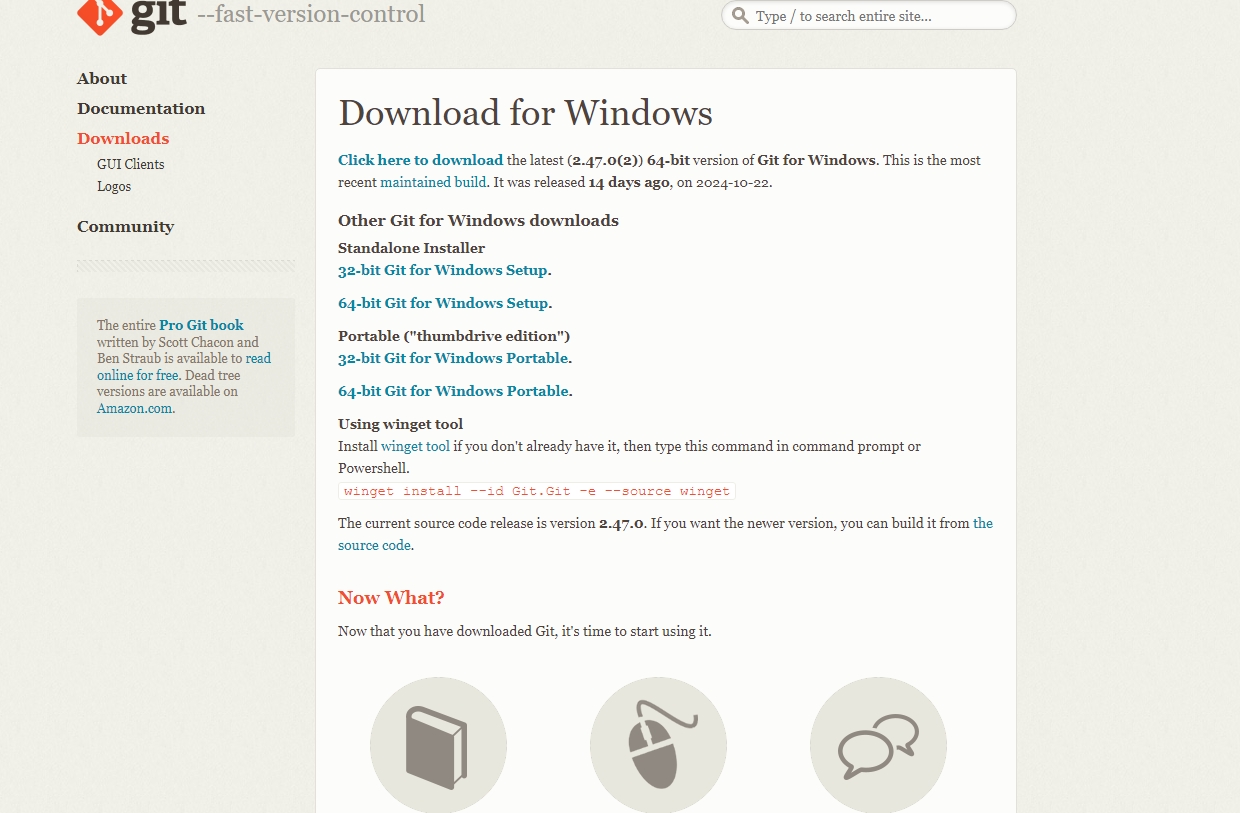 git --fast-version-control
Type / to search entire site...
About
Documentation
Downloads
GUI Clients
Logos
Community
The entire Pro Git book
written by Scott Chacon and
Ben Straub is available to read
online for free. Dead tree
versions are available on
Amazon.com.
Download for Windows
Click here to download the latest (2.47.0(2)) 64-bit version of Git for Windows. This is the most
recent maintained build. It was released 14 days ago, on 2024-10-22.
Other Git for Windows downloads
Standalone Installer
32-bit Git for Windows Setup.
64-bit Git for Windows Setup.
Portable ("thumbdrive edition")
32-bit Git for Windows Portable.
64-bit Git for Windows Portable.
Using winget tool
Install winget tool if you don't already have it, then type this command in command prompt or
Powershell.
winget install --id Git.Git -e --source winget
The current source code release is version 2.47.0. If you want the newer version, you can build it from the
source code.
Now What?
Now that you have downloaded Git, it's time to start using it.